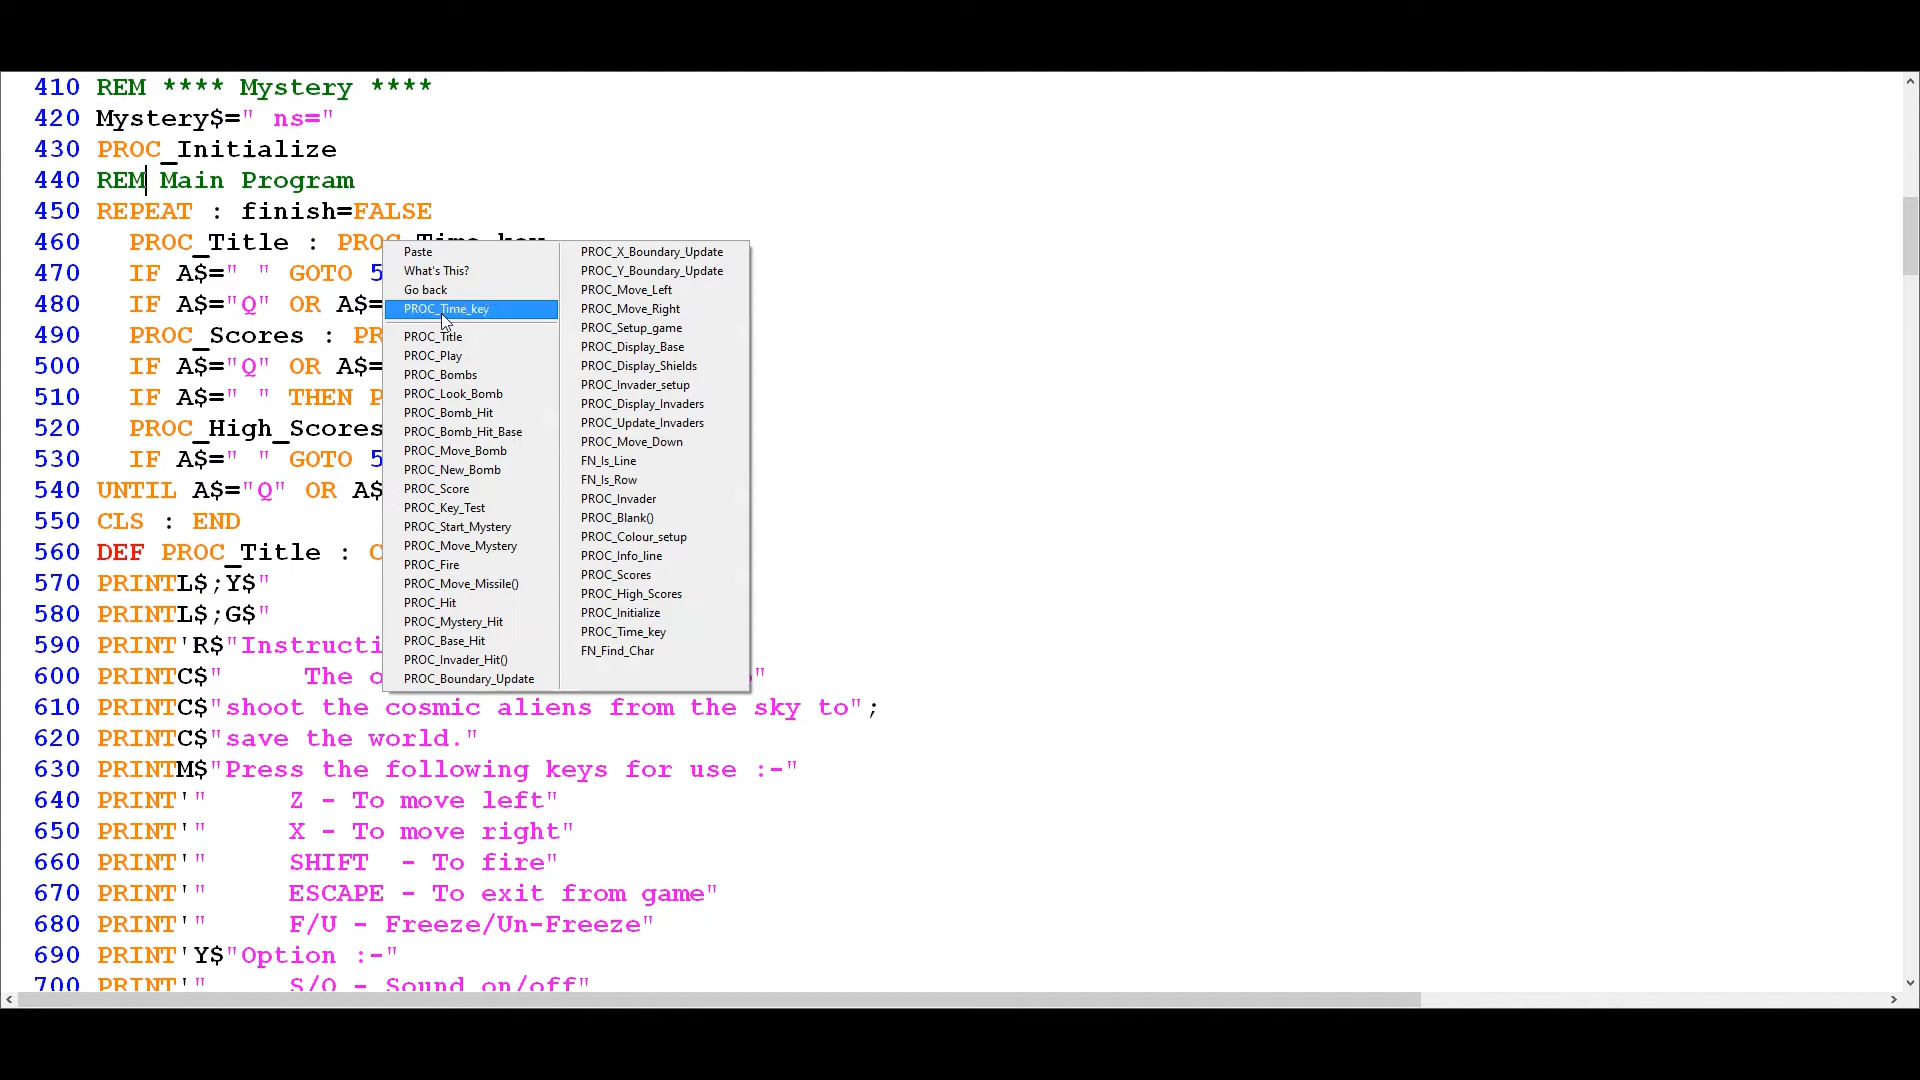 410 REM **** Mystery ****
420 Mystery$=" ns="
430 PROC_Initialize
440 REM Main Program
450 REPEAT : finish=FALSE
460 PROC_Title : PROC_Time_key
470 IF A$=" " GOTO 5
480 IF A$="Q" OR A$=
490 PROC_Scores : PR
500 IF A$="Q" OR A$=
510 IF A$=" " THEN P
520 PROC_High_Scores
530 IF A$=" " GOTO 5
540 UNTIL A$="Q" OR A$
550 CLS : END
560 DEF PROC_Title : C
570 PRINTL$;Y$"
580 PRINTL$;G$"
590 PRINT'R$"Instructi
600 PRINTC$" The o
610 PRINTC$"shoot the cosmic aliens from the sky to";
620 PRINTC$"save the world."
630 PRINTM$"Press the following keys for use :-"
640 PRINT'" Z - To move left"
650 PRINT'" X - To move right"
660 PRINT'" SHIFT - To fire"
670 PRINT'" ESCAPE - To exit from game"
680 PRINT'" F/U - Freeze/Un-Freeze"
690 PRINT'Y$"Option :-"
700 PRINT'" S/Q - Sound on/off"
Paste
What's This?
Go back
PROC_Time_key
PROC_Title
PROC_Play
PROC_Bombs
PROC_Look_Bomb
PROC_Bomb_Hit
PROC_Bomb_Hit_Base
PROC_Move_Bomb
PROC_New_Bomb
PROC_Score
PROC_Key_Test
PROC_Start_Mystery
PROC_Move_Mystery
PROC_Fire
PROC_Move_Missile()
PROC_Hit
PROC_Mystery_Hit
PROC_Base_Hit
PROC_Invader_Hit()
PROC_Boundary_Update
PROC_X_Boundary_Update
PROC_Y_Boundary_Update
PROC_Move_Left
PROC_Move_Right
PROC_Setup_game
PROC_Display_Base
PROC_Display_Shields
PROC_Invader_setup
PROC_Display_Invaders
PROC_Update_Invaders
PROC_Move_Down
FN_Is_Line
FN_Is_Row
PROC_Invader
PROC_Blank()
PROC_Colour_setup
PROC_Info_line
PROC_Scores
PROC_High_Scores
PROC_Initialize
PROC_Time_key
FN_Find_Char